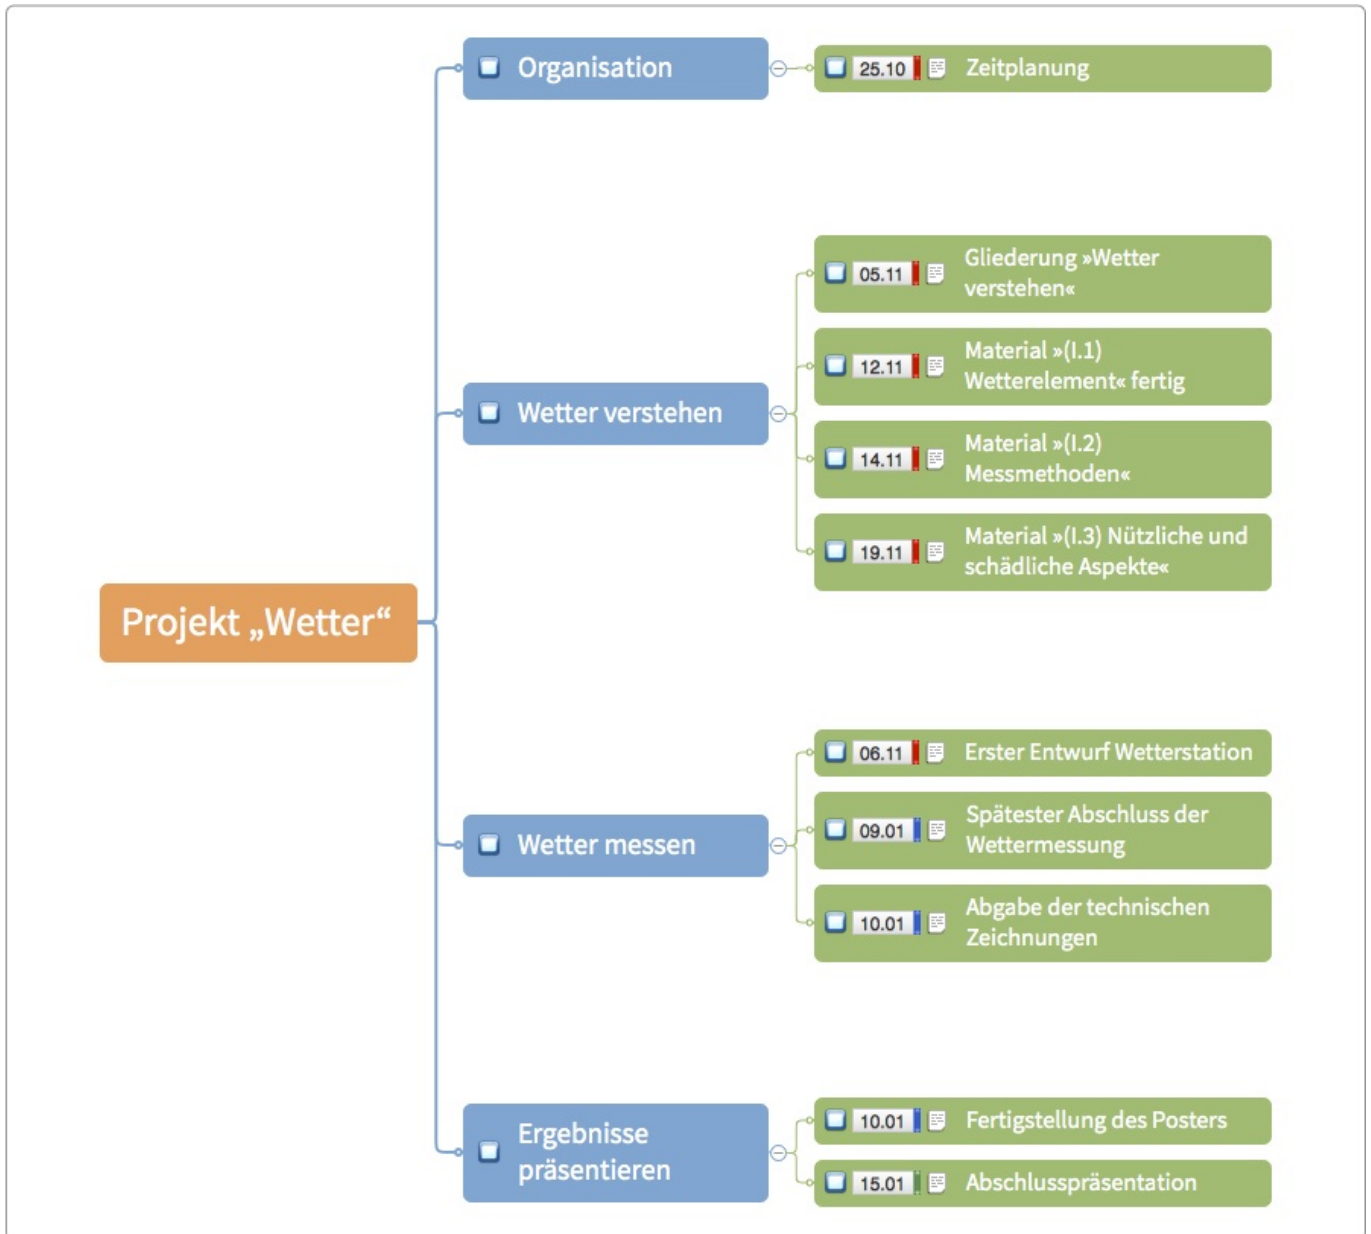 Organisation
25.10 Zeitplanung
05.11 Gliederung »Wetter
verstehen«
12.11 Material »(I.1)
Wetterelement« fertig
Wetter verstehen
14.11 Material »(I.2)
Messmethoden«
19.11 Material »(I.3) Nützliche und
schädliche Aspekte«
Projekt „Wetter“
06.11 Erster Entwurf Wetterstation
Wetter messen
09.01 Spätester Abschluss der
Wettermessung
10.01 Abgabe der technischen
Zeichnungen
Ergebnisse
präsentieren
10.01 Fertigstellung des Posters
15.01 Abschlusspräsentation